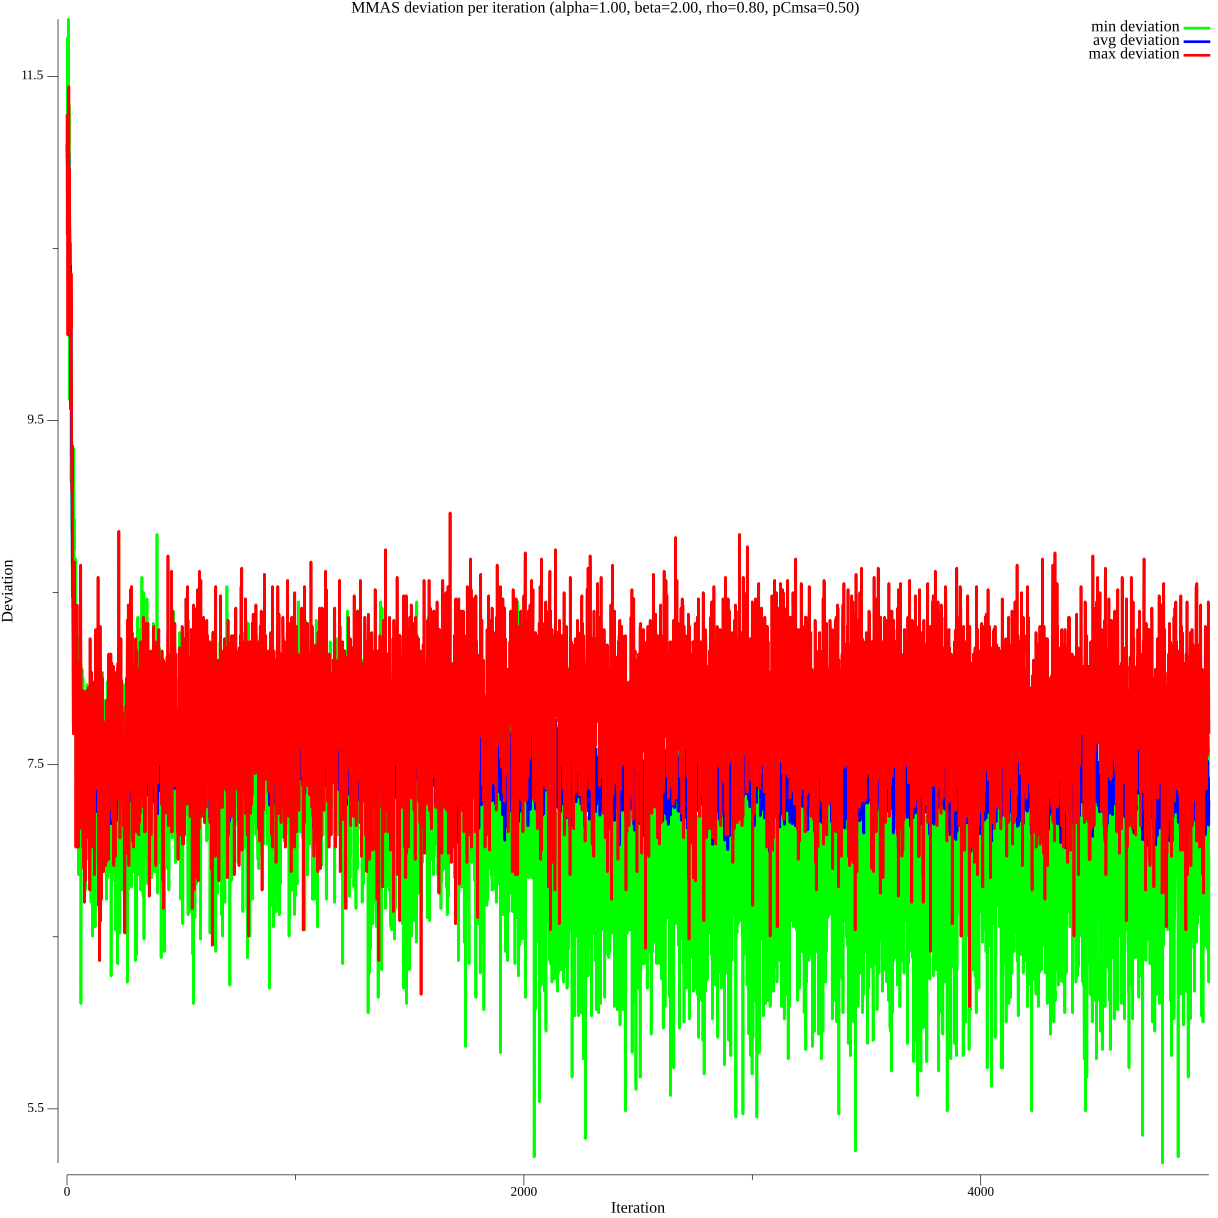 MMAS deviation per iteration (alpha=1.00, beta=2.00, rho=0.80, pCmsa=0.50)
min deviation
avg deviation
max deviation
11.5
9.5
7.5
5.5
Deviation
0
2000
4000
Iteration